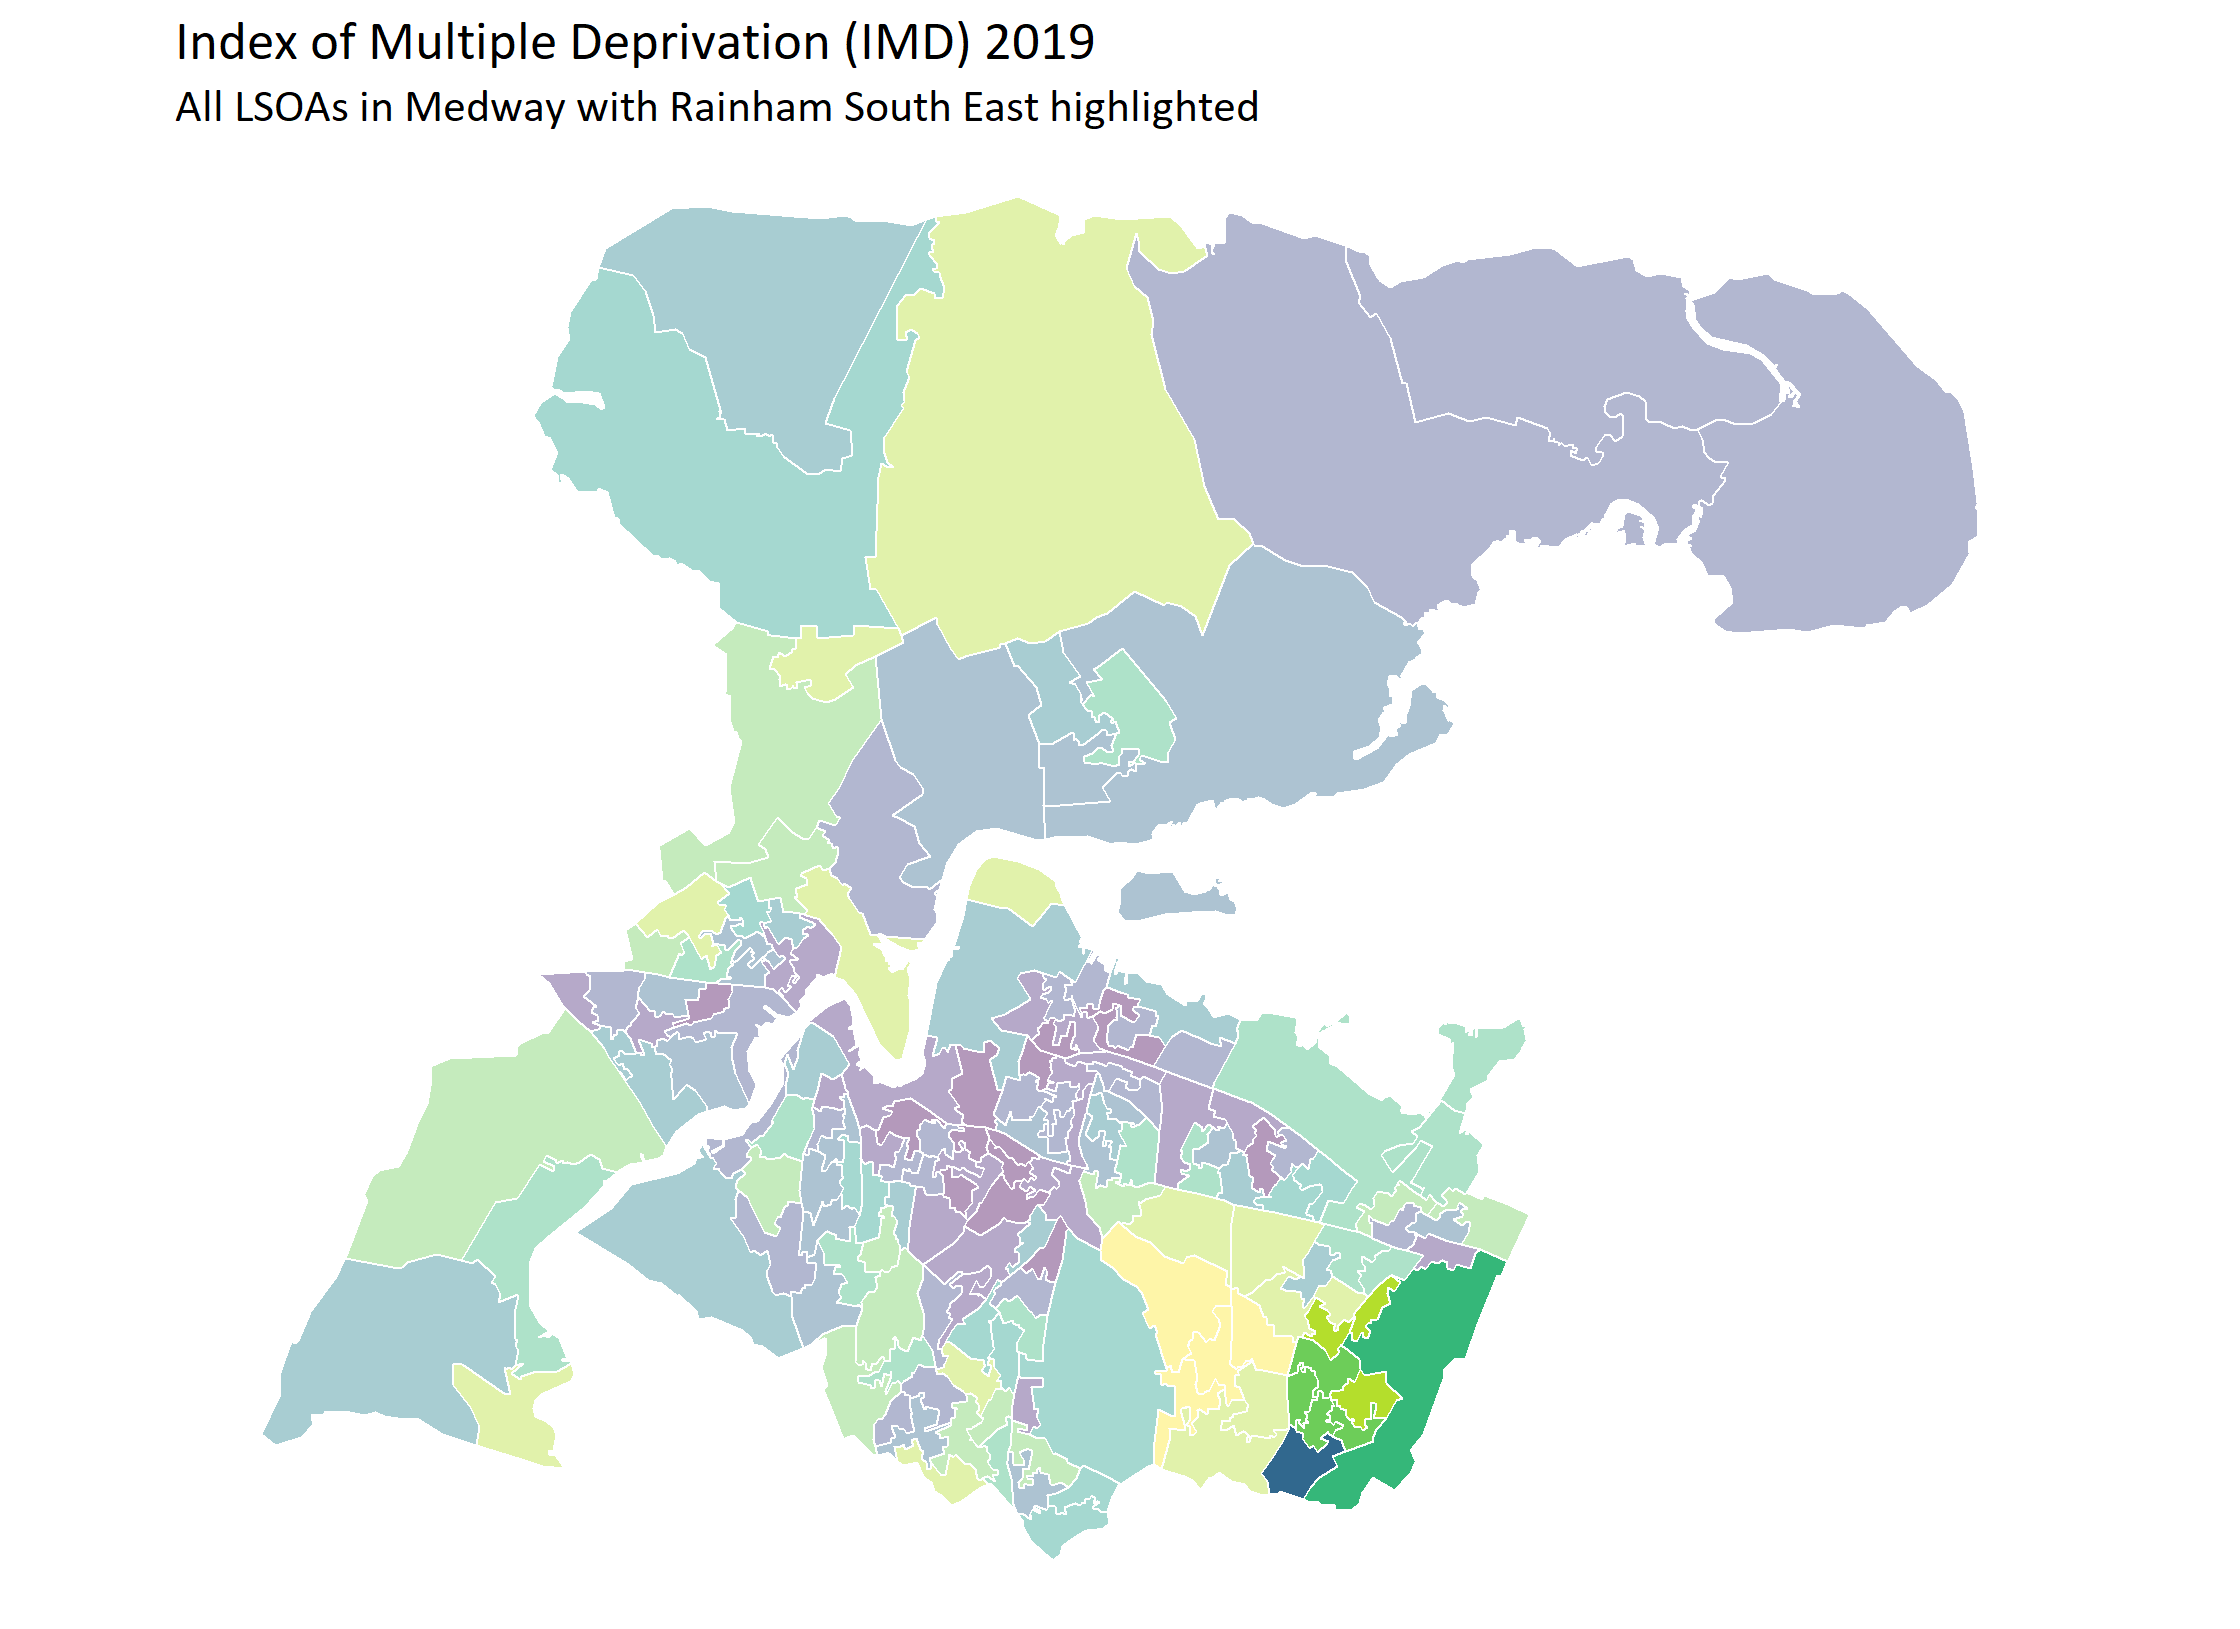 Index of Multiple Deprivation (IMD) 2019
All LSOAs in Medway with Rainham South East highlighted